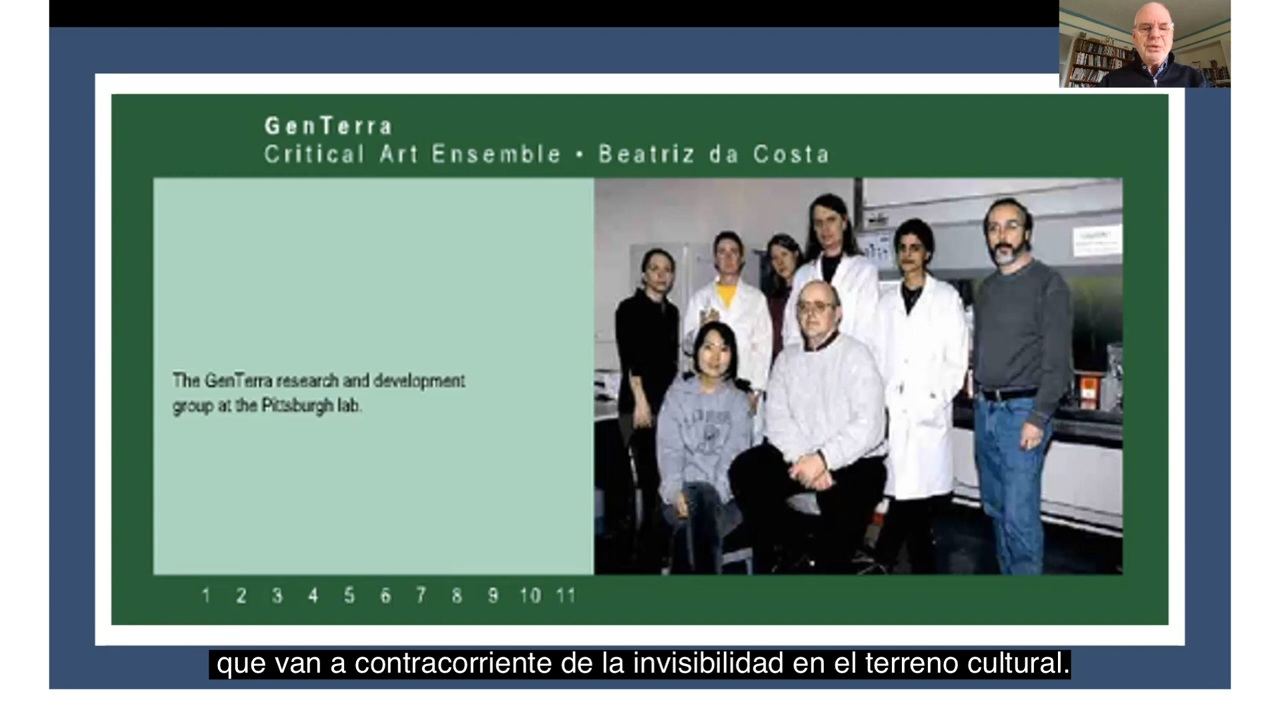 GenTerra
Critical Art Ensemble • Beatriz da Costa
The GenTerra research and development
group at the Pittsburgh lab.
1 2 3 4 5 6 7 8 9 10 11
que van a contracorriente de la invisibilidad en el terreno cultural.